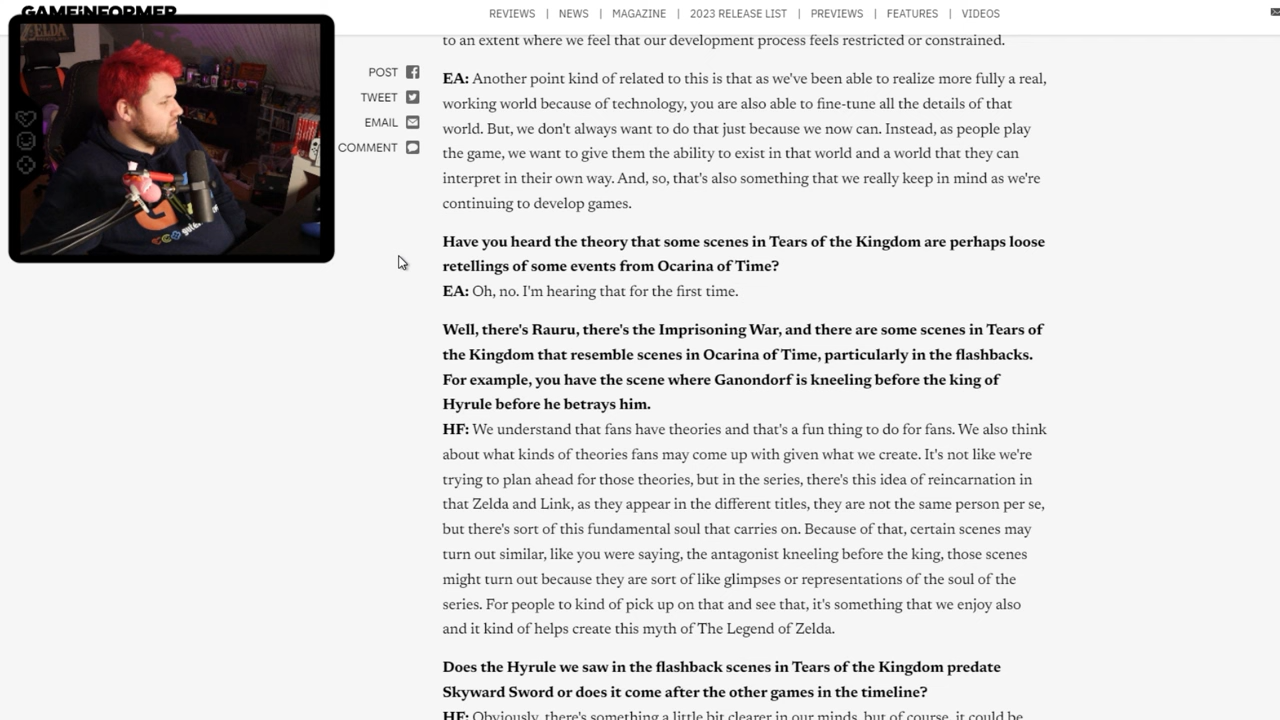 GAMEINFORMER
REVIEWS | NEWS | MAGAZINE | 2023 RELEASE LIST | PREVIEWS | FEATURES | VIDEOS
ZELDA
POST
TWEET
EMAIL
COMMENT
to an extent where we feel that our development process feels restricted or constrained.
EA: Another point kind of related to this is that as we've been able to realize more fully a real,
working world because of technology, you are also able to fine-tune all the details of that
world. But, we don't always want to do that just because we now can. Instead, as people play
the game, we want to give them the ability to exist in that world and a world that they can
interpret in their own way. And, so, that's also something that we really keep in mind as we're
continuing to develop games.
Have you heard the theory that some scenes in Tears of the Kingdom are perhaps loose
retellings of some events from Ocarina of Time?
EA: Oh, no. I'm hearing that for the first time.
Well, there's Rauru, there's the Imprisoning War, and there are some scenes in Tears of
the Kingdom that resemble scenes in Ocarina of Time, particularly in the flashbacks.
For example, you have the scene where Ganondorf is kneeling before the king of
Hyrule before he betrays him.
HF: We understand that fans have theories and that's a fun thing to do for fans. We also think
about what kinds of theories fans may come up with given what we create. It's not like we're
trying to plan ahead for those theories, but in the series, there's this idea of reincarnation in
that Zelda and Link, as they appear in the different titles, they are not the same person per se,
but there's sort of this fundamental soul that carries on. Because of that, certain scenes may
turn out similar, like you were saying, the antagonist kneeling before the king, those scenes
might turn out because they are sort of like glimpses or representations of the soul of the
series. For people to kind of pick up on that and see that, it's something that we enjoy also
and it kind of helps create this myth of The Legend of Zelda.
Does the Hyrule we saw in the flashback scenes in Tears of the Kingdom predate
Skyward Sword or does it come after the other games in the timeline?
HF: Obviously, there's something a little bit clearer in our minds, but of course, it could be